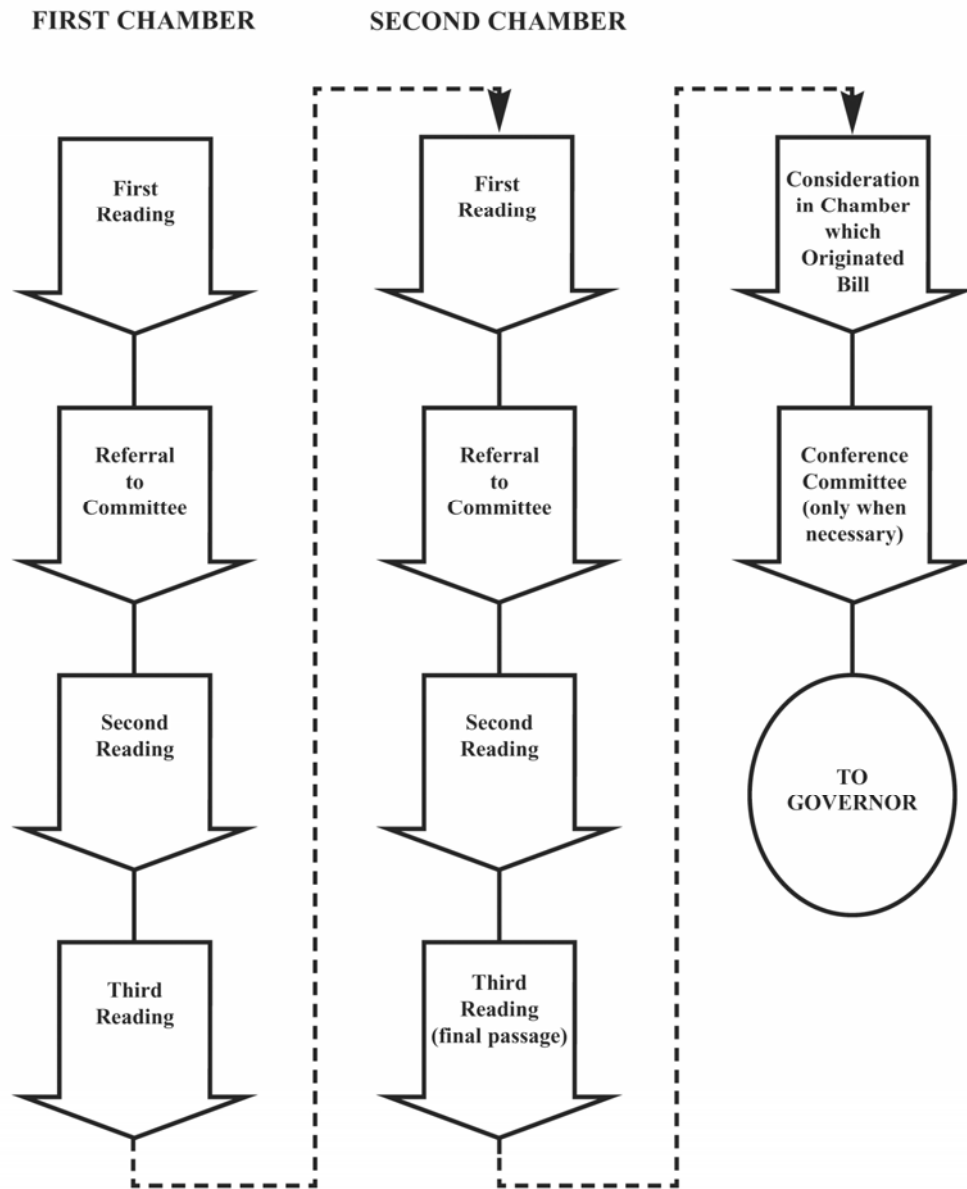 FIRST CHAMBER
SECOND CHAMBER
First
Reading
Referral
to
Committee
Second
Reading
Third
Reading
First
Reading
Referral
to
Committee
Second
Reading
Third
Reading
(final passage)
Consideration
in Chamber
which
Originated
Bill
Conference
Committee
(only when
necessary)
TO
GOVERNOR